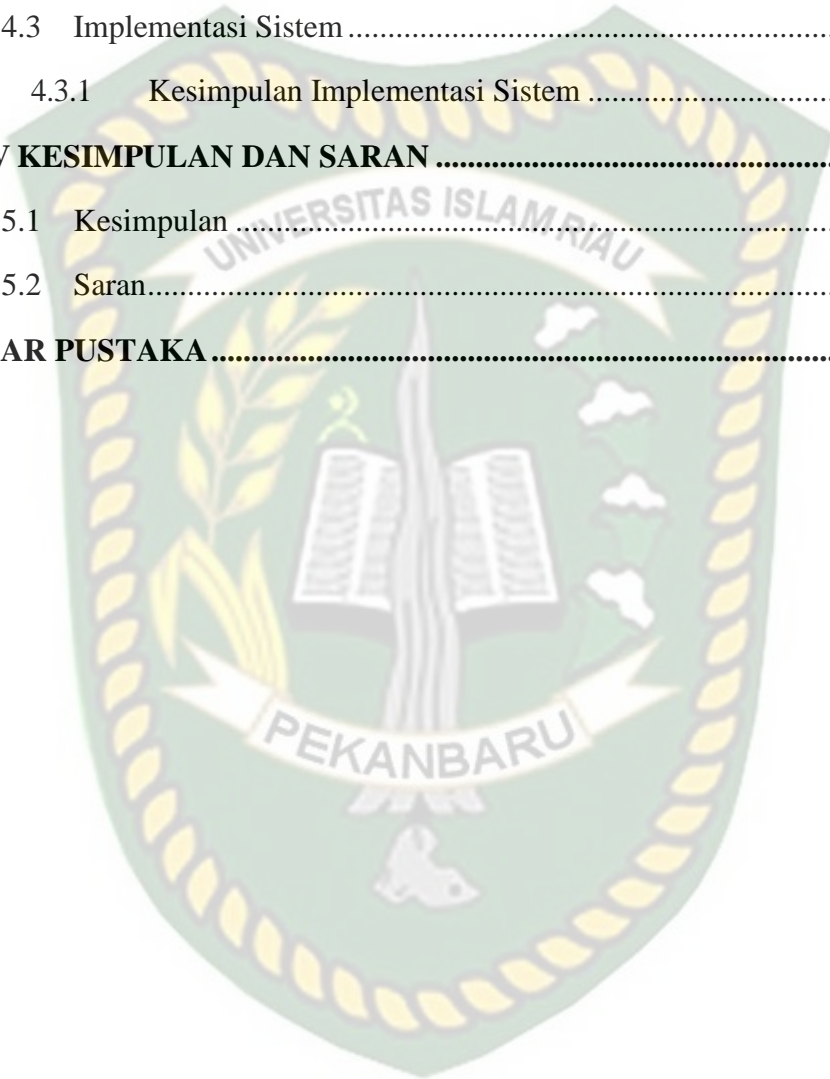 4.3 Implementasi Sistem ............................................................
4.3.1 Kesimpulan Implementasi Sistem ..............................
V KESIMPULAN DAN SARAN ..................................................
UNIVERSITAS ISLAM RIAU
5.1 Kesimpulan ............................................................................
5.2 Saran......................................................................................
AR PUSTAKA ..............................................................................
PEKANBARU